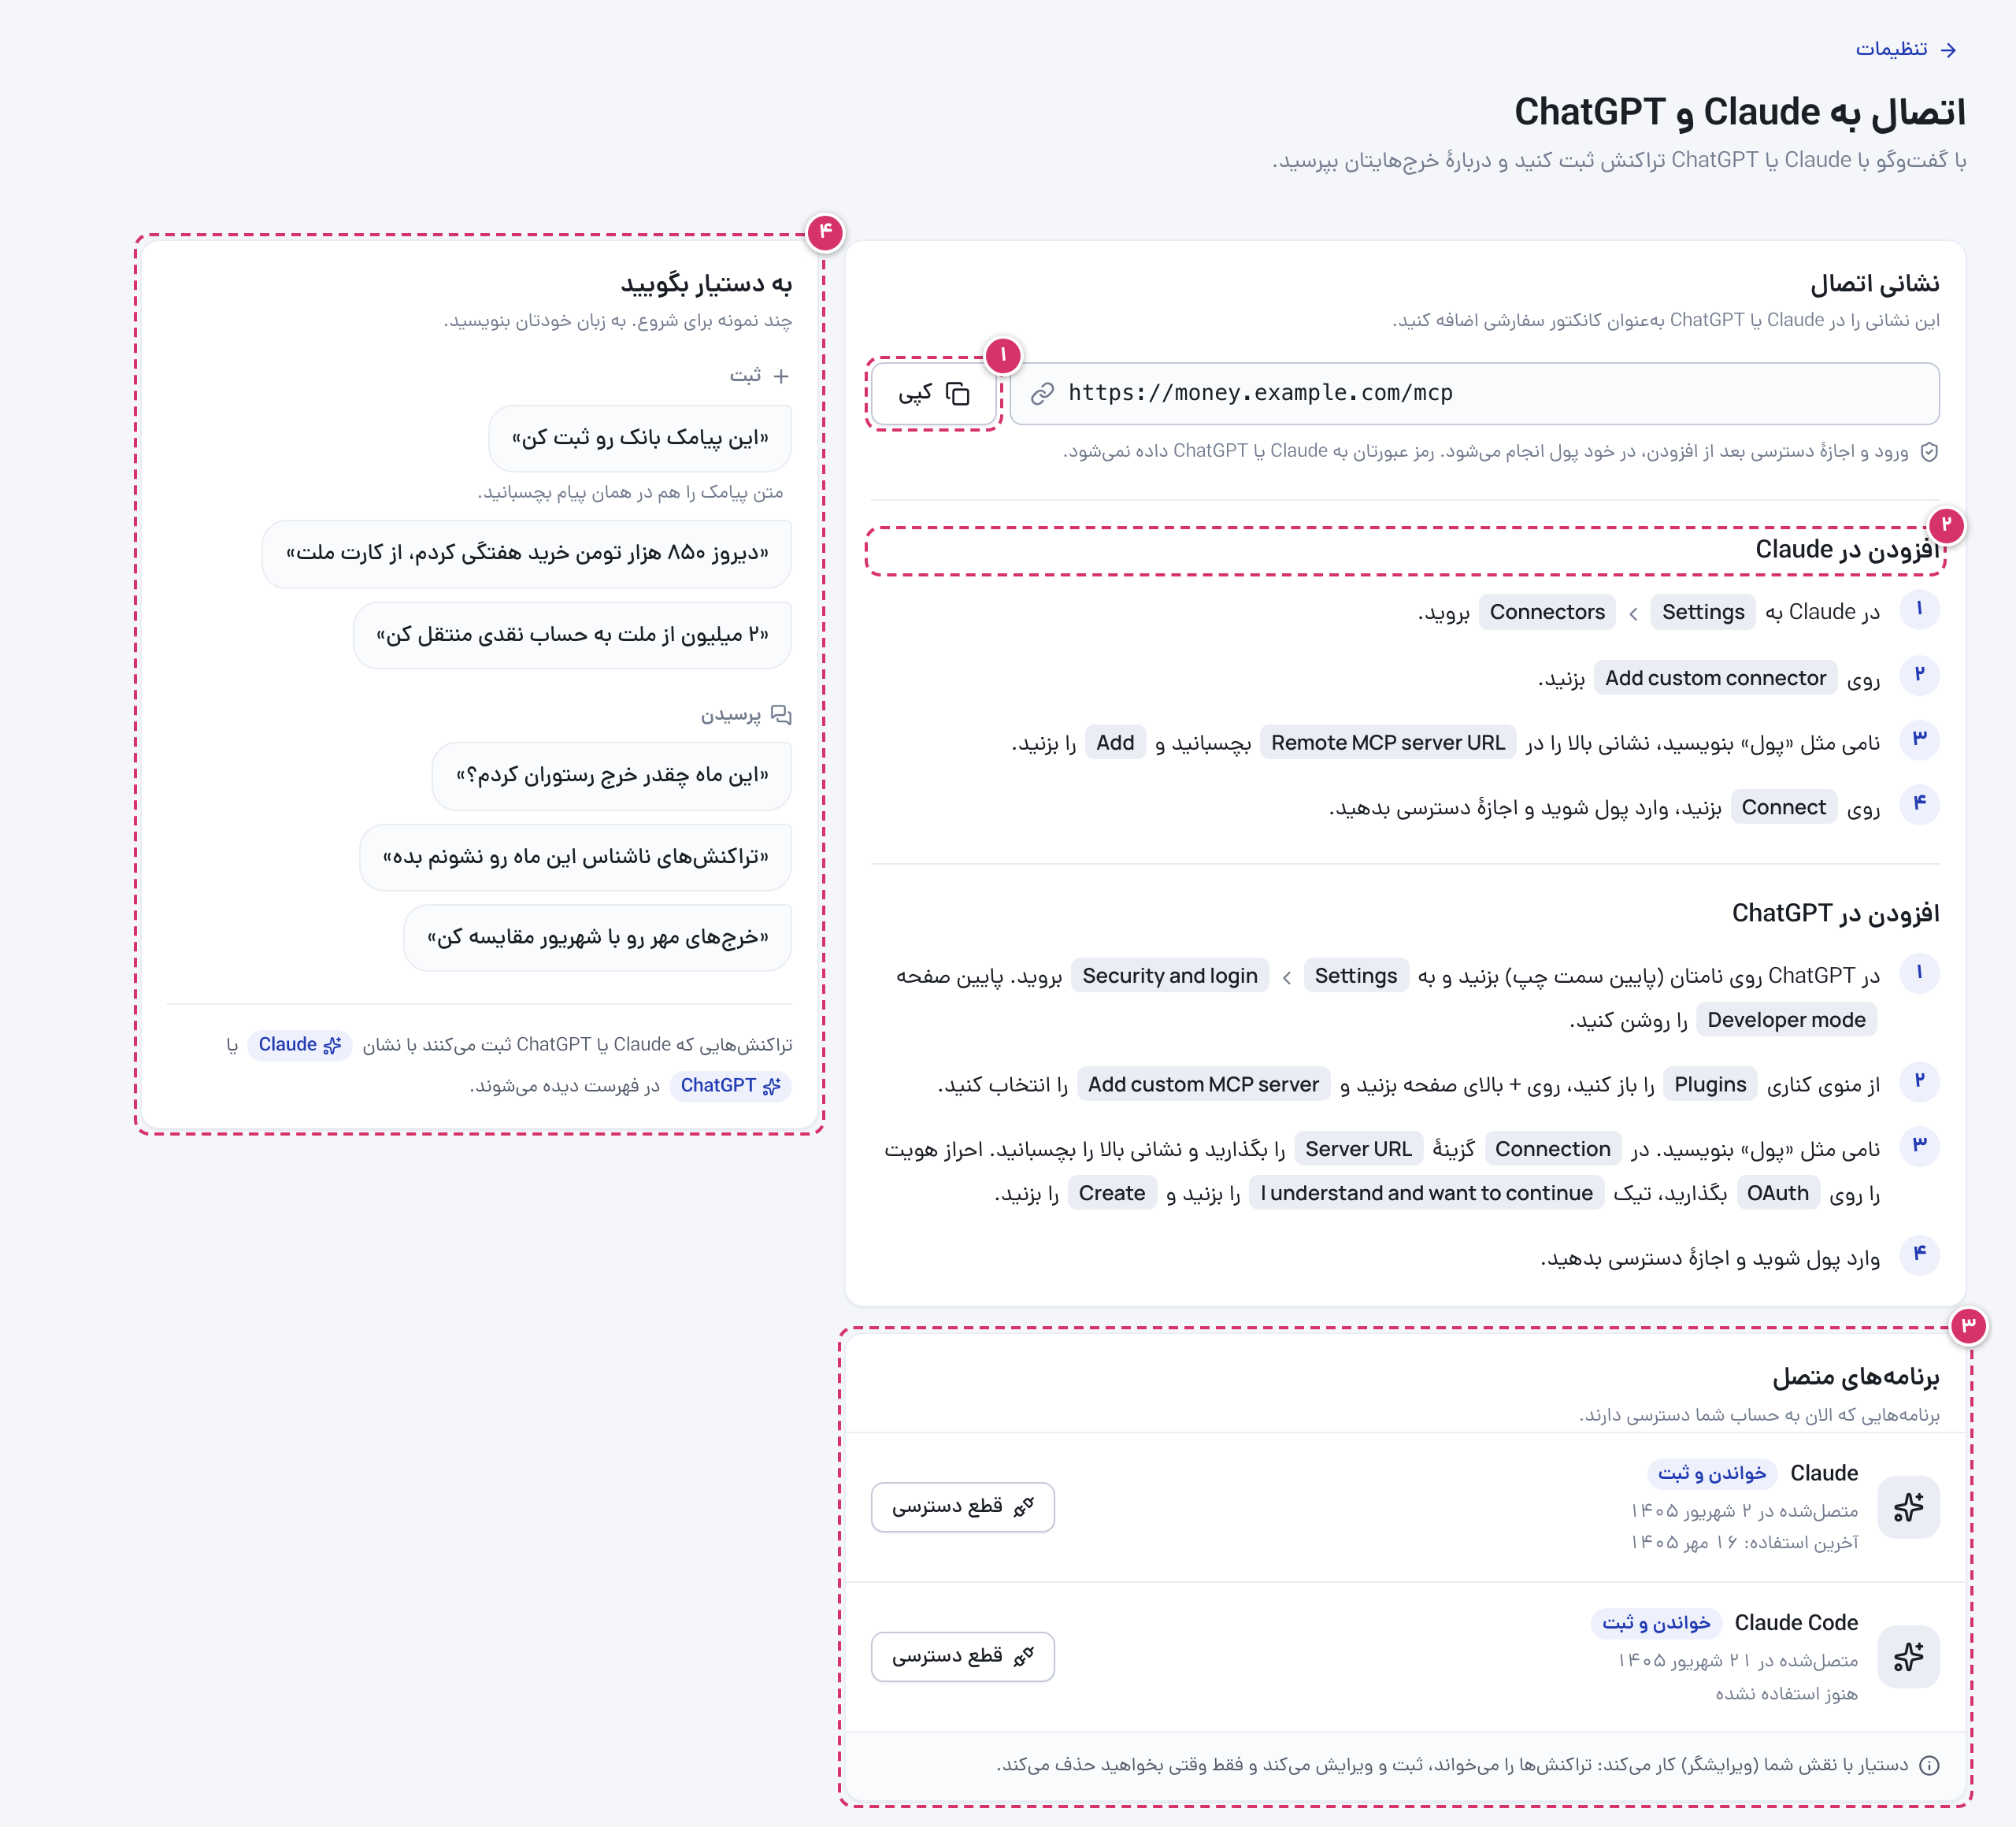 تنظیمات
اتصال به Claude و ChatGPT
با گفت‌وگو با Claude یا ChatGPT تراکنش ثبت کنید و دربارهٔ خرج‌هایتان بپرسید.
نشانی اتصال
این نشانی را در Claude یا ChatGPT به‌عنوان کانکتور سفارشی اضافه کنید.
https://money.example.com/mcp
۱
کپی
ورود و اجازهٔ دسترسی بعد از افزودن، در خود پول انجام می‌شود. رمز عبورتان به Claude یا ChatGPT داده نمی‌شود.
۲
افزودن در Claude
۱ در Claude به Settings › Connectors بروید.
۲ روی Add custom connector بزنید.
۳ نامی مثل «پول» بنویسید، نشانی بالا را در Remote MCP server URL بچسبانید و Add را بزنید.
۴ روی Connect بزنید، وارد پول شوید و اجازهٔ دسترسی بدهید.
افزودن در ChatGPT
۱ در ChatGPT روی نامتان (پایین سمت چپ) بزنید و به Settings › Security and login بروید. پایین صفحه
Developer mode را روشن کنید.
۲ از منوی کناری Plugins را باز کنید، روی + بالای صفحه بزنید و Add custom MCP server را انتخاب کنید.
۳ نامی مثل «پول» بنویسید. در Connection گزینهٔ Server URL را بگذارید و نشانی بالا را بچسبانید. احراز هویت
را روی OAuth بگذارید، تیک I understand and want to continue را بزنید و Create را بزنید.
۴ وارد پول شوید و اجازهٔ دسترسی بدهید.
۳
برنامه‌های متصل
برنامه‌هایی که الان به حساب شما دسترسی دارند.
Claude خواندن و ثبت
متصل‌شده در ۲ شهریور ۱۴۰۵
آخرین استفاده: ۱۶ مهر ۱۴۰۵
قطع دسترسی
Claude Code خواندن و ثبت
متصل‌شده در ۲۱ شهریور ۱۴۰۵
هنوز استفاده نشده
قطع دسترسی
دستیار با نقش شما (ویرایشگر) کار می‌کند: تراکنش‌ها را می‌خواند، ثبت و ویرایش می‌کند و فقط وقتی بخواهید حذف می‌کند.
۴
به دستیار بگویید
چند نمونه برای شروع. به زبان خودتان بنویسید.
ثبت
«این پیامک بانک رو ثبت کن»
متن پیامک را هم در همان پیام بچسبانید.
«دیروز ۸۵۰ هزار تومن خرید هفتگی کردم، از کارت ملت»
«۲ میلیون از ملت به حساب نقدی منتقل کن»
پرسیدن
«این ماه چقدر خرج رستوران کردم؟»
«تراکنش‌های ناشناس این ماه رو نشونم بده»
«خرج‌های مهر رو با شهریور مقایسه کن»
تراکنش‌هایی که Claude یا ChatGPT ثبت می‌کنند با نشان Claude یا
ChatGPT در فهرست دیده می‌شوند.